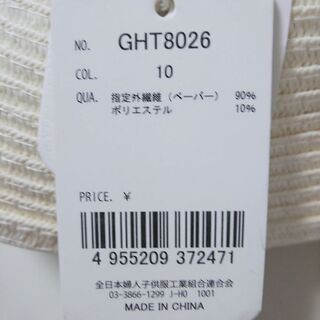 NO. GHT8026
COL. 10
QUA. 指定外繊維（ペーパー） 90%
ポリエステル 10%
PRICE. ¥
4 955209 372471
全日本婦人子供服工業組合連合会
03-3866-1299 J-H0 1001
MADE IN CHINA